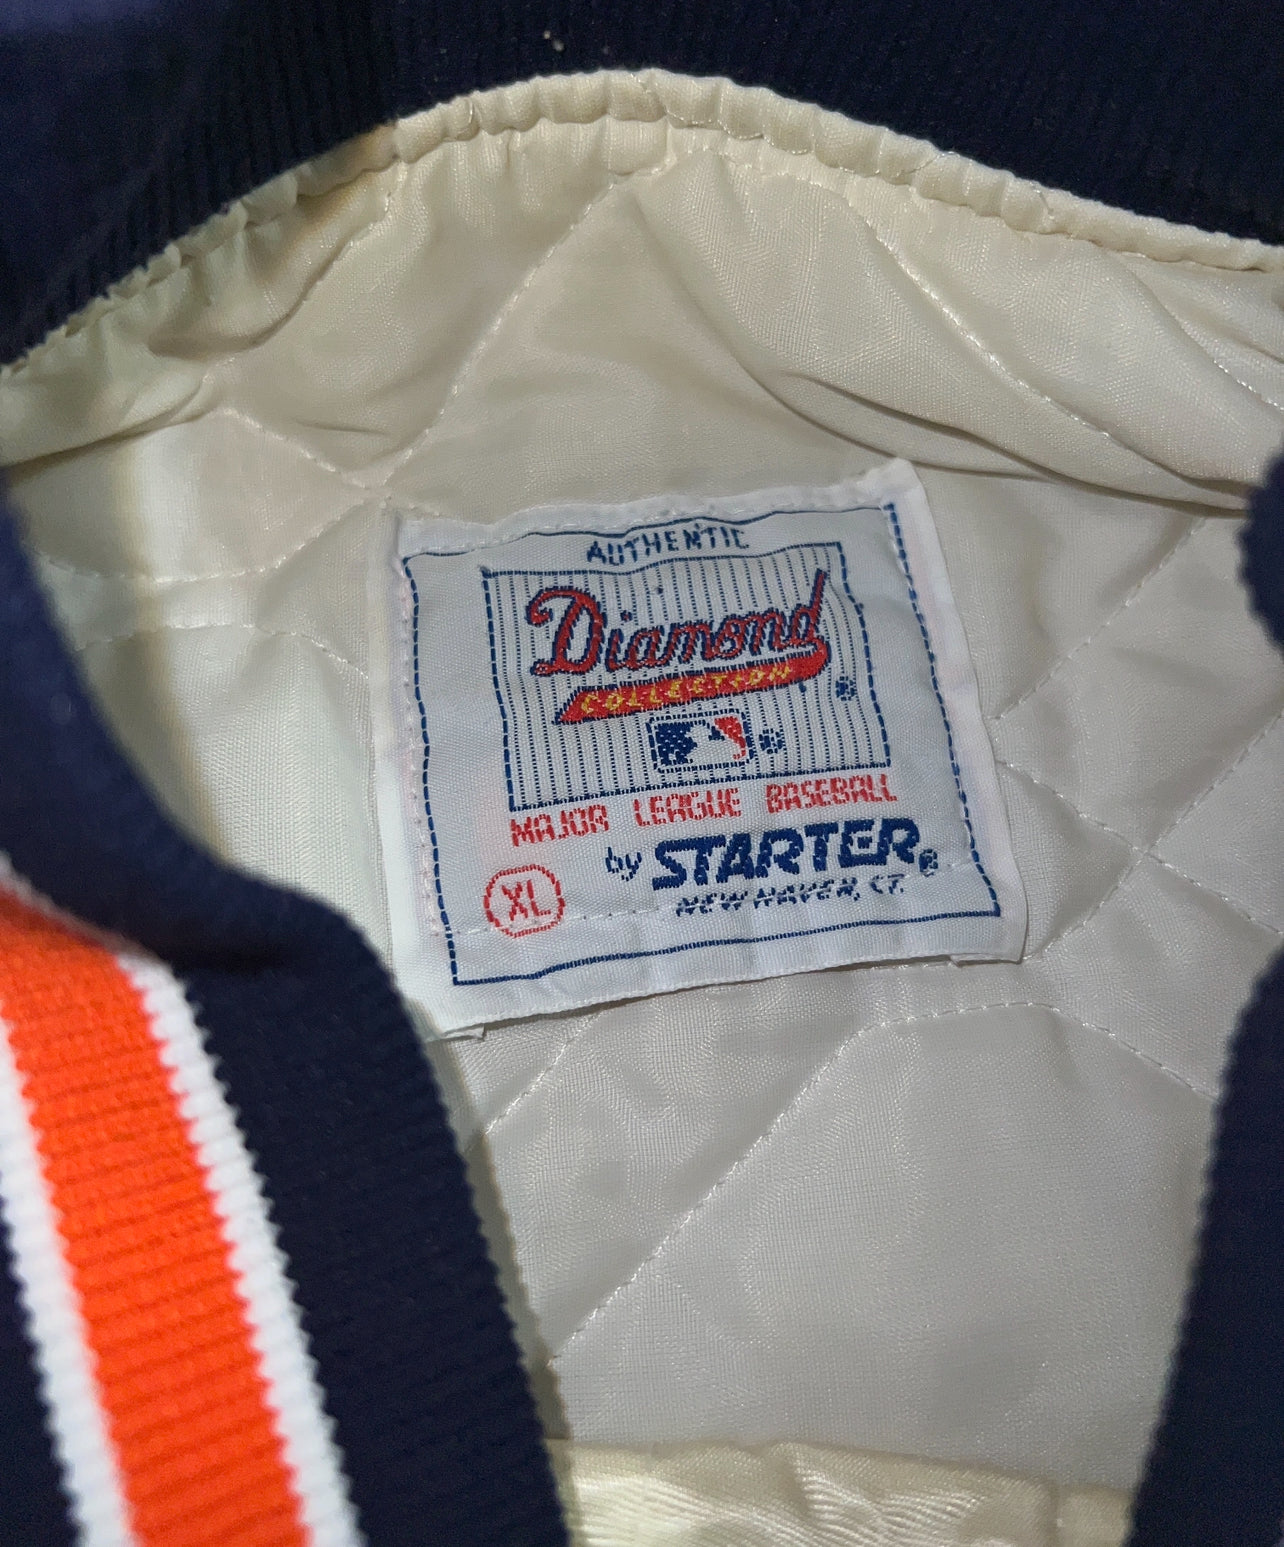 AUTHENTIC
Diamond
COLLECTION
MAJOR LEAGUE BASEBALL
by STARTER®
XL
NEW HAVEN, CT.